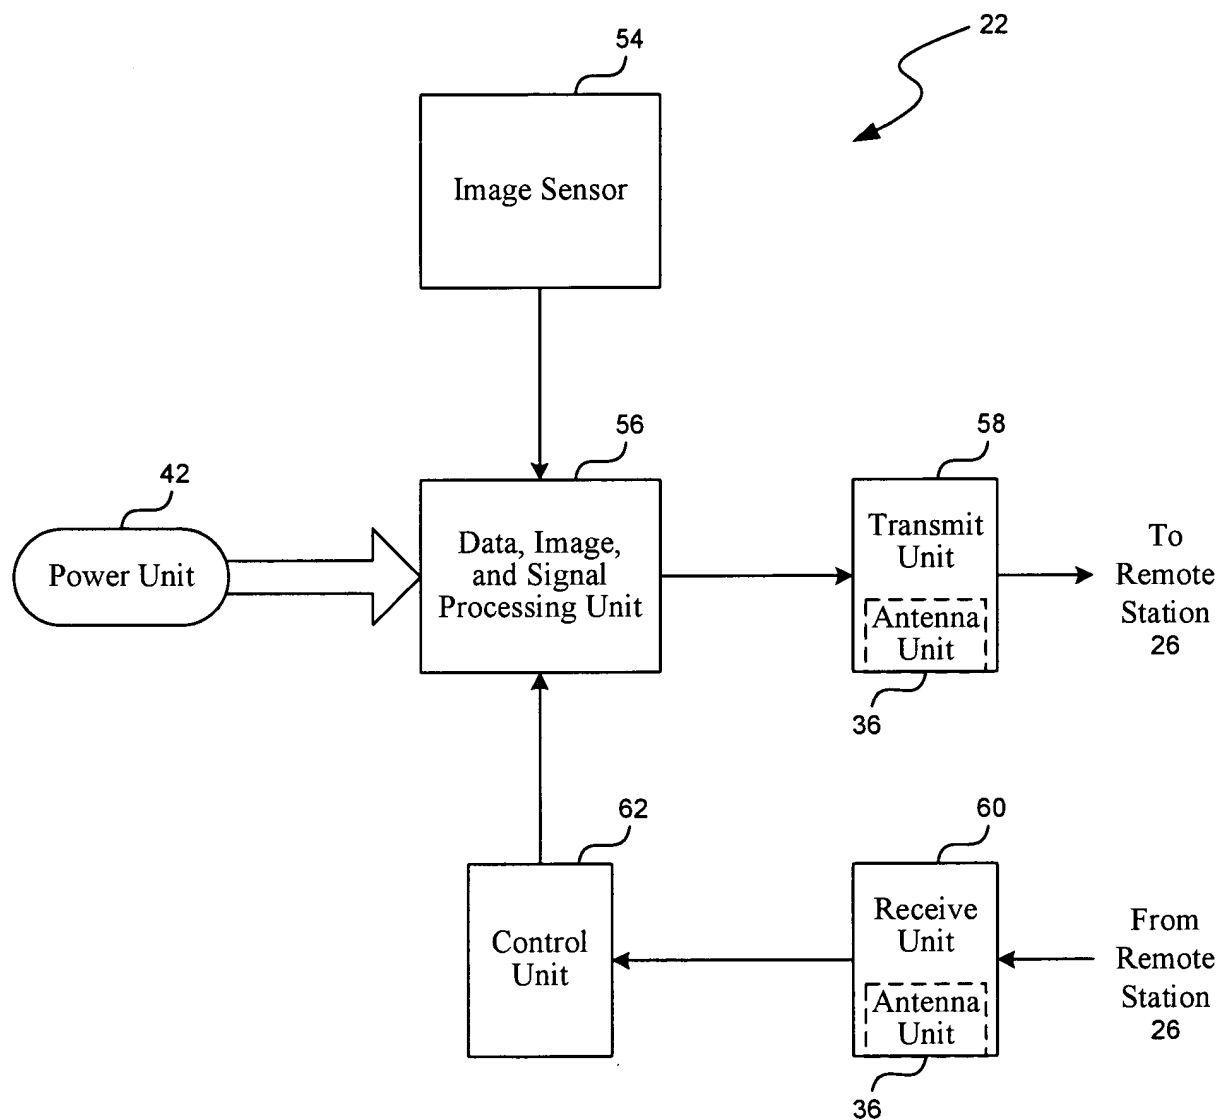 22
54
Image Sensor
56
58
42
Power Unit
Data, Image,
and Signal
Processing Unit
Transmit
Unit
Antenna
Unit
36
To
Remote
Station
26
62
60
Control
Unit
Receive
Unit
Antenna
Unit
36
From
Remote
Station
26